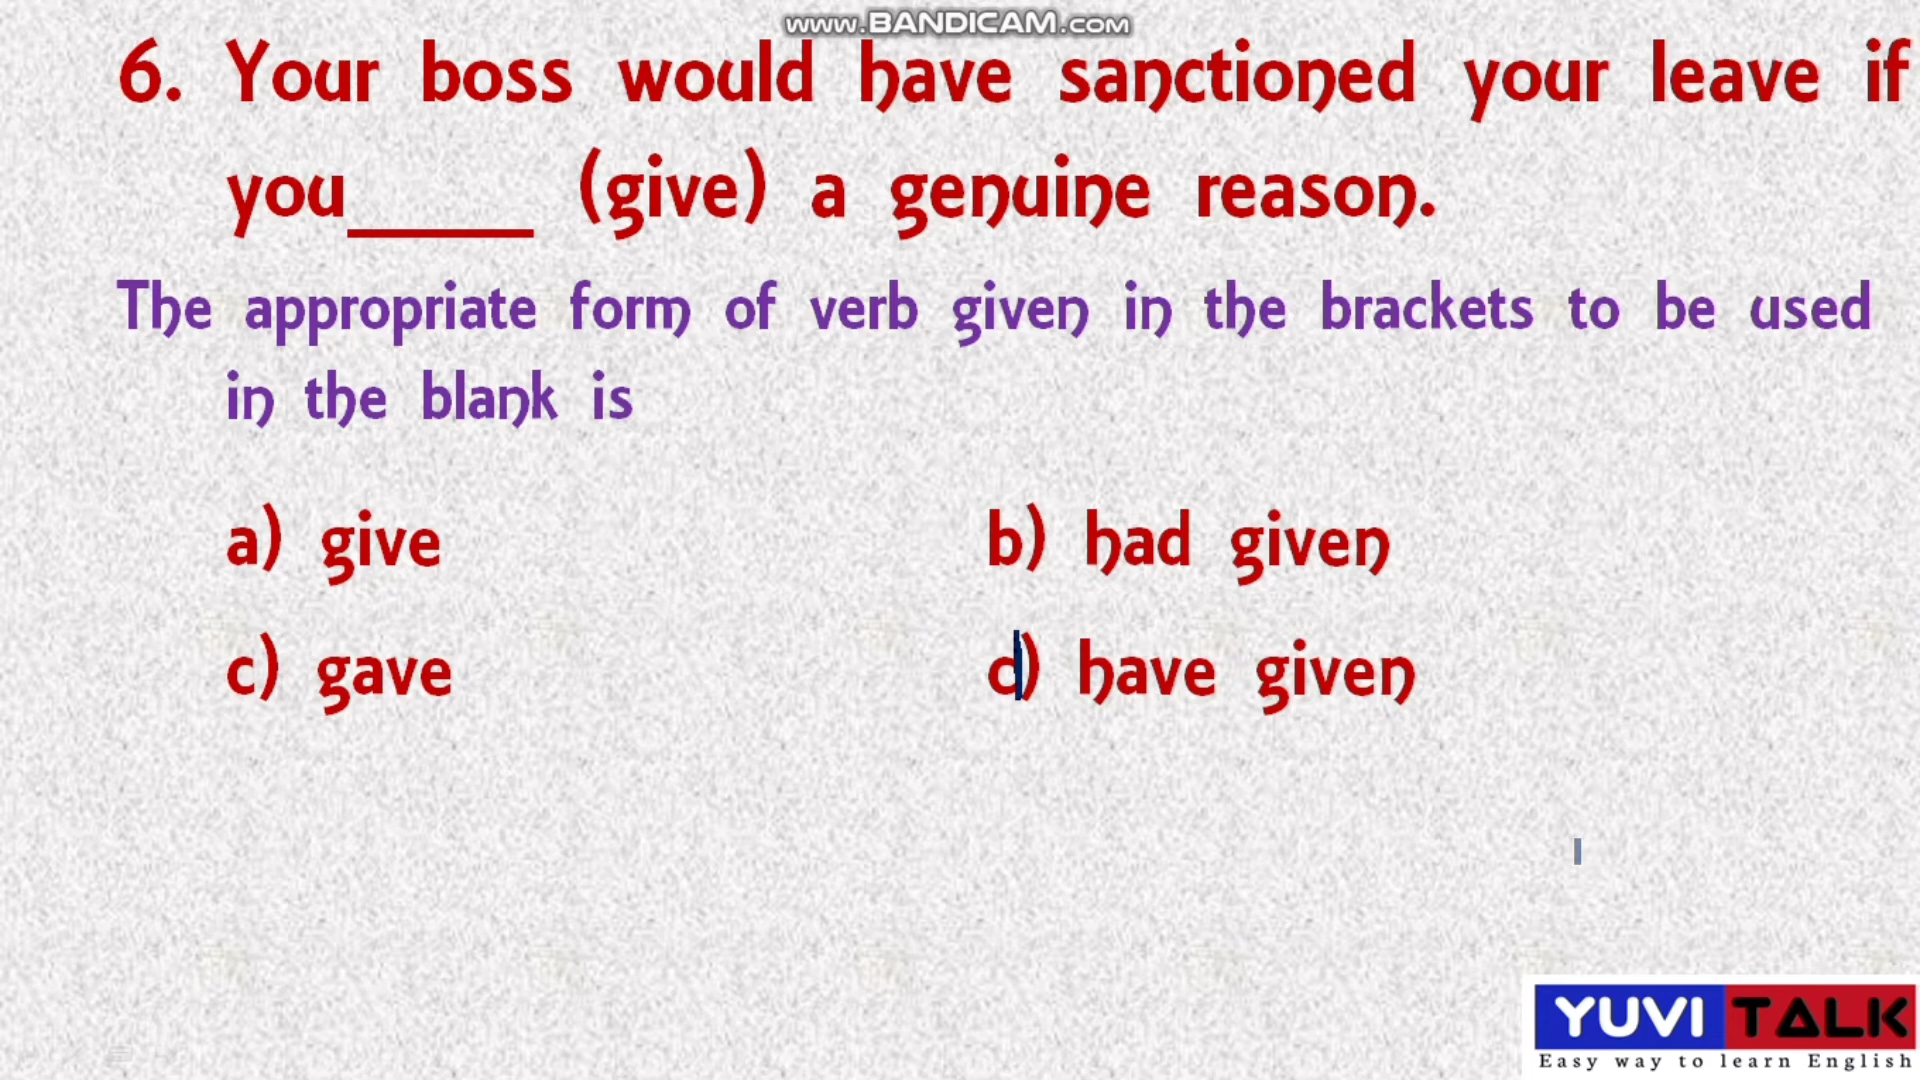 www.BANDICAM.com
6. Your boss would have sanctioned your leave if
you_____ (give) a genuine reason.
The appropriate form of verb given in the brackets to be used
in the blank is
a) give b) had given
c) gave d) have given
YUVI TALK
Easy way to learn English